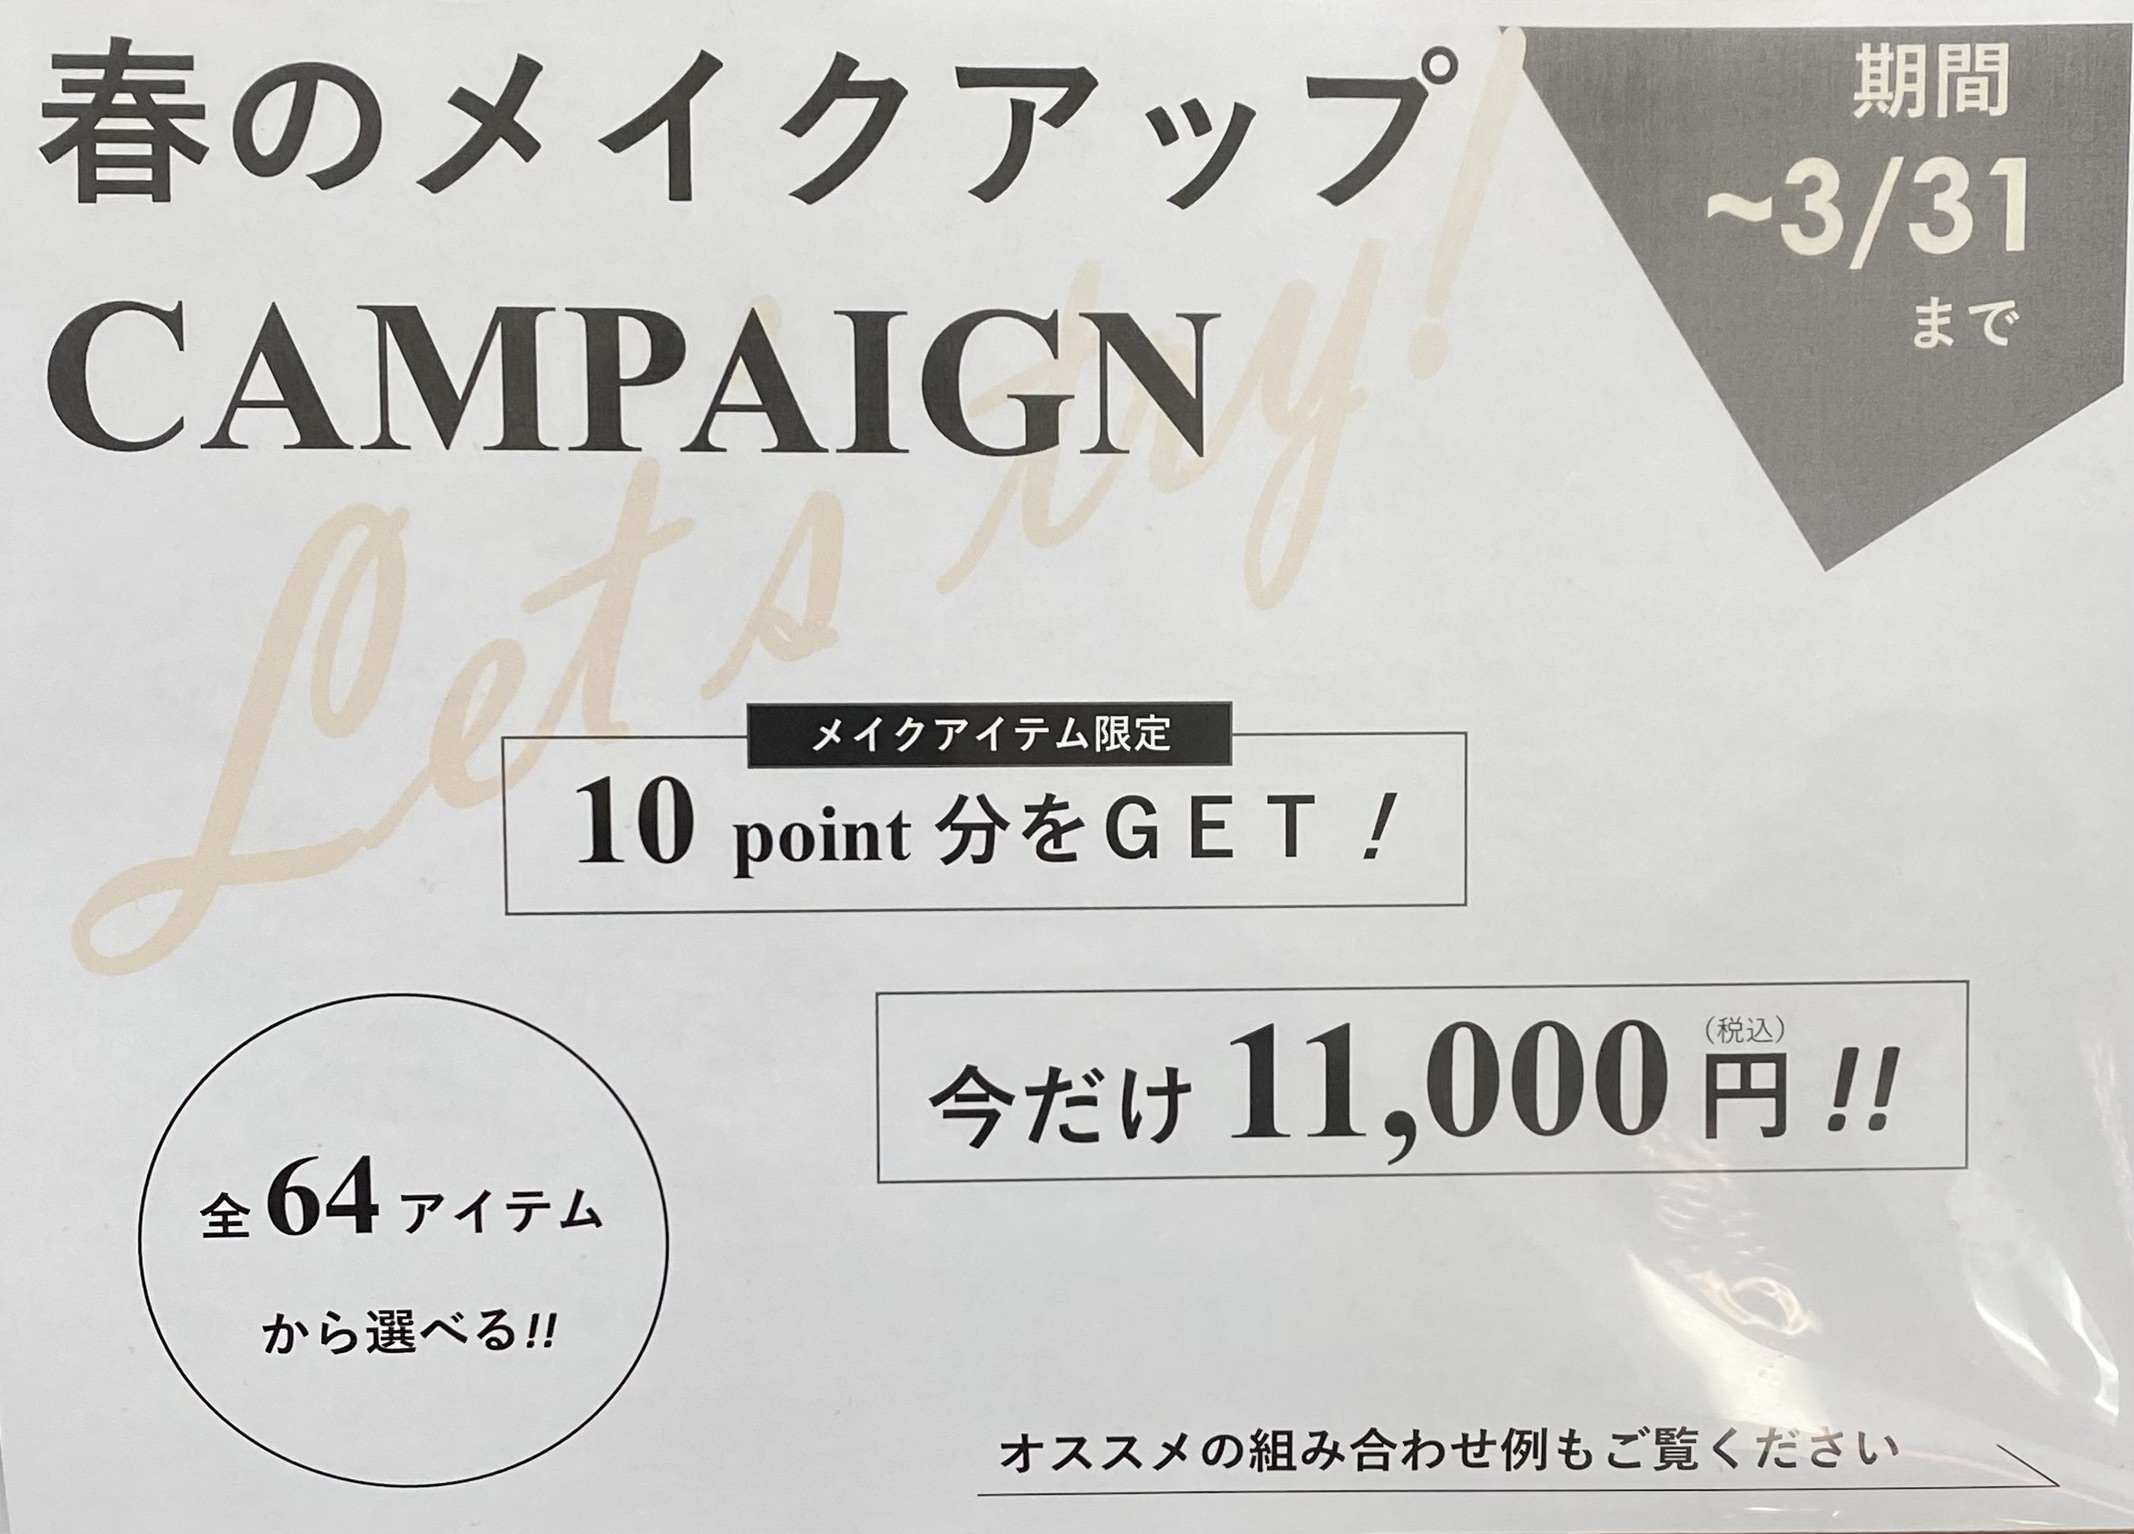 春のメイクアップ
CAMPAIGN
期間
~3/31
まで
Let's try!
メイクアイテム限定
10 point 分をGET!
今だけ 11,000円(税込)!!
全64アイテム
から選べる!!
オススメの組み合わせ例もご覧ください